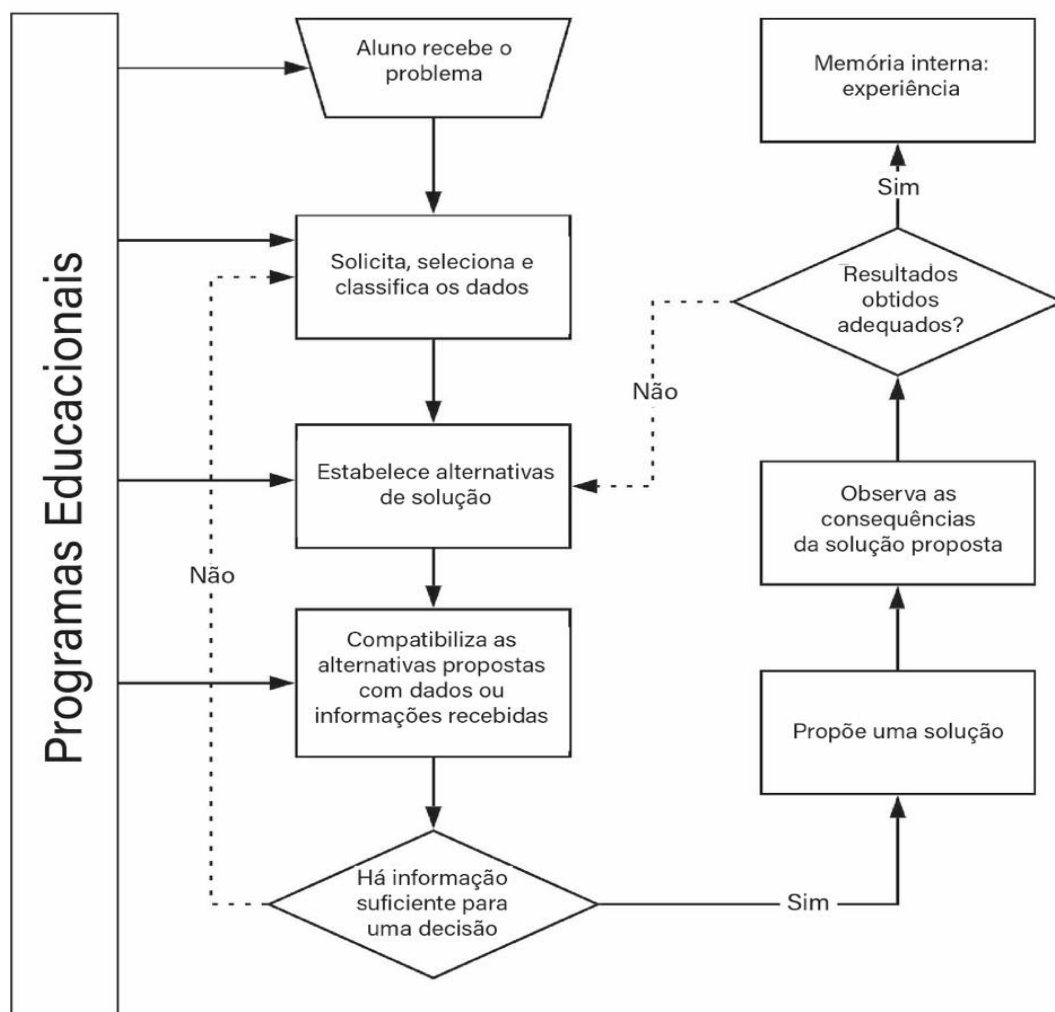 Programas Educacionais
Aluno recebe o
problema
Solicita, seleciona e
classifica os dados
Estabelece alternativas
de solução
Não
Compatibiliza as
alternativas propostas
com dados ou
informações recebidas
Há informação
suficiente para
uma decisão
Sim
Propõe uma solução
Observa as
consequências
da solução proposta
Resultados
obtidos
adequados?
Não
Sim
Memória interna:
experiência